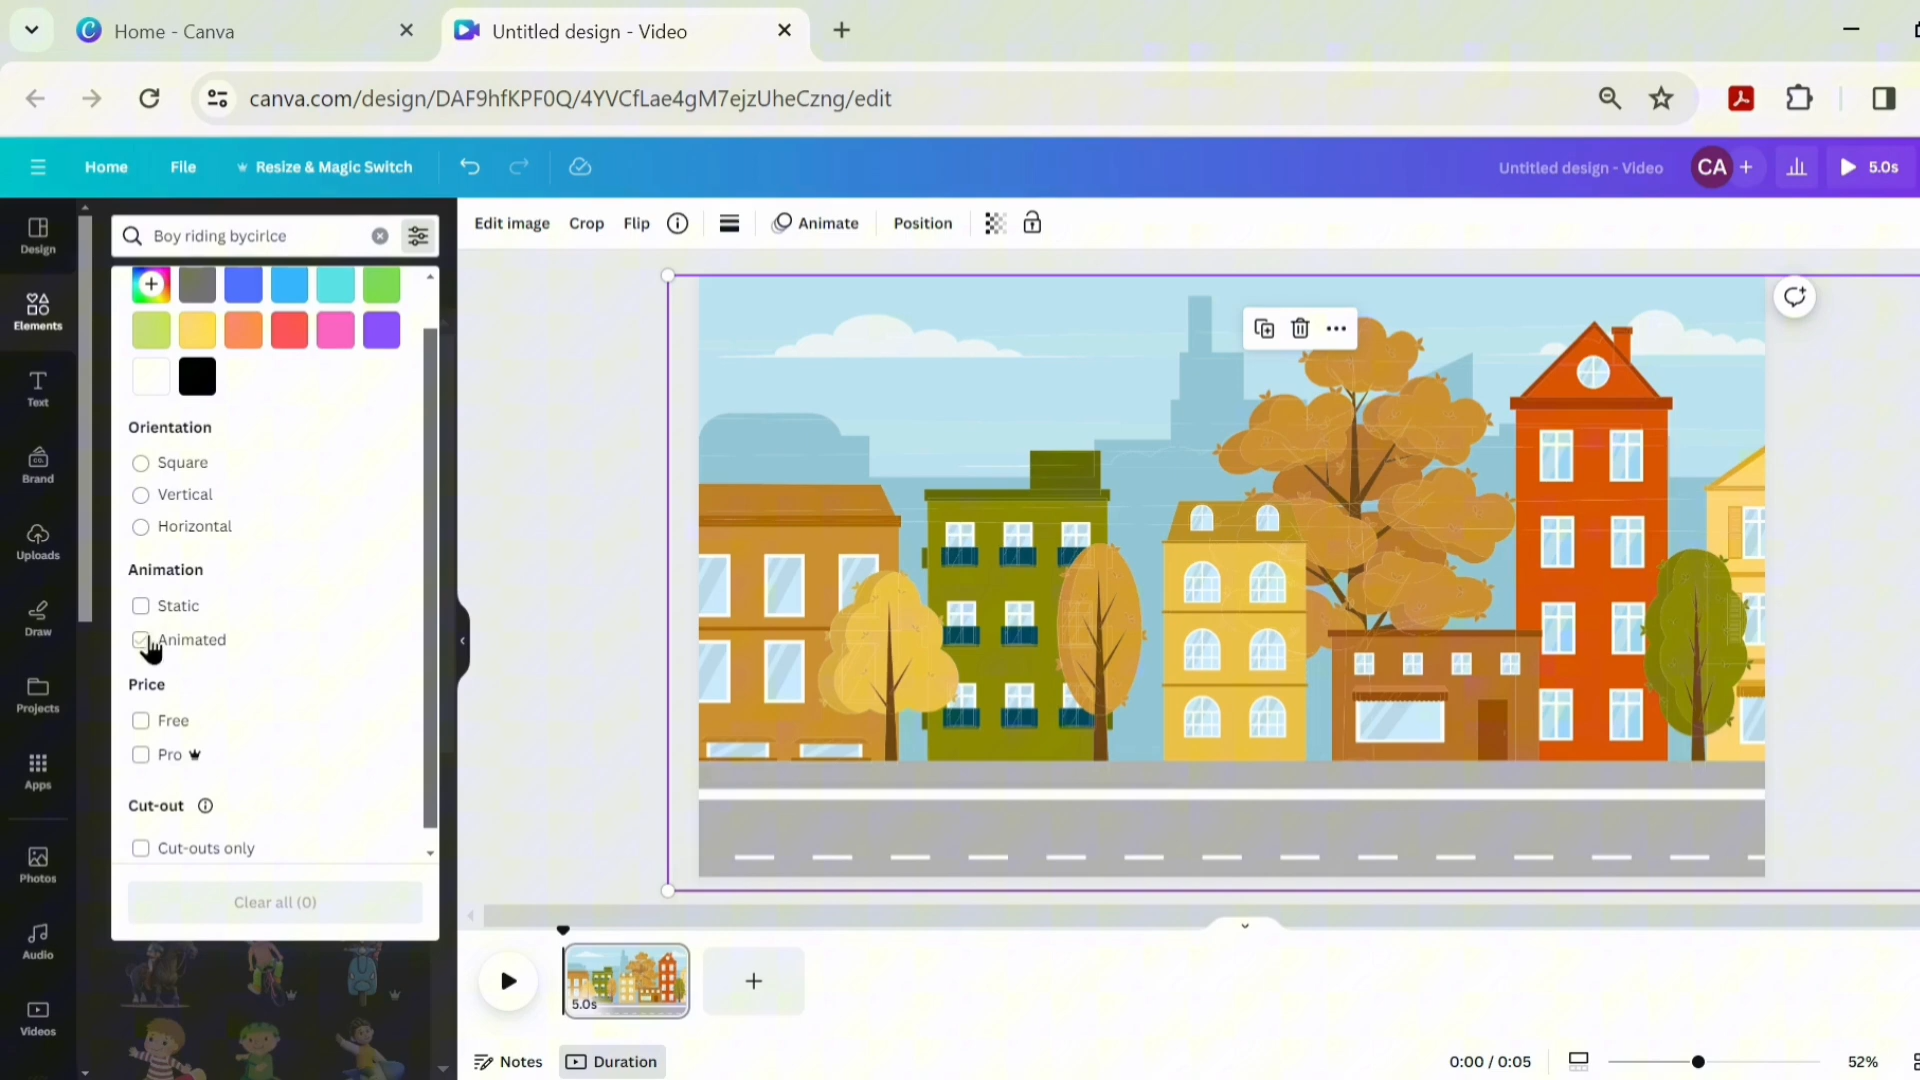 Home - Canva
Untitled design - Video
canva.com/design/DAF9hfKPF0Q/4YVCfLae4gM7ejzUheCzng/edit
Home
File
Resize & Magic Switch
Untitled design - Video
CA
5.0s
Design
Elements
Text
Brand
Uploads
Draw
Projects
Apps
Photos
Audio
Videos
Boy riding bycirlce
Orientation
Square
Vertical
Horizontal
Animation
Static
Animated
Price
Free
Pro
Cut-out
Cut-outs only
Clear all (0)
Edit image
Crop
Flip
Animate
Position
5.0s
Notes
Duration
0:00 / 0:05
52%